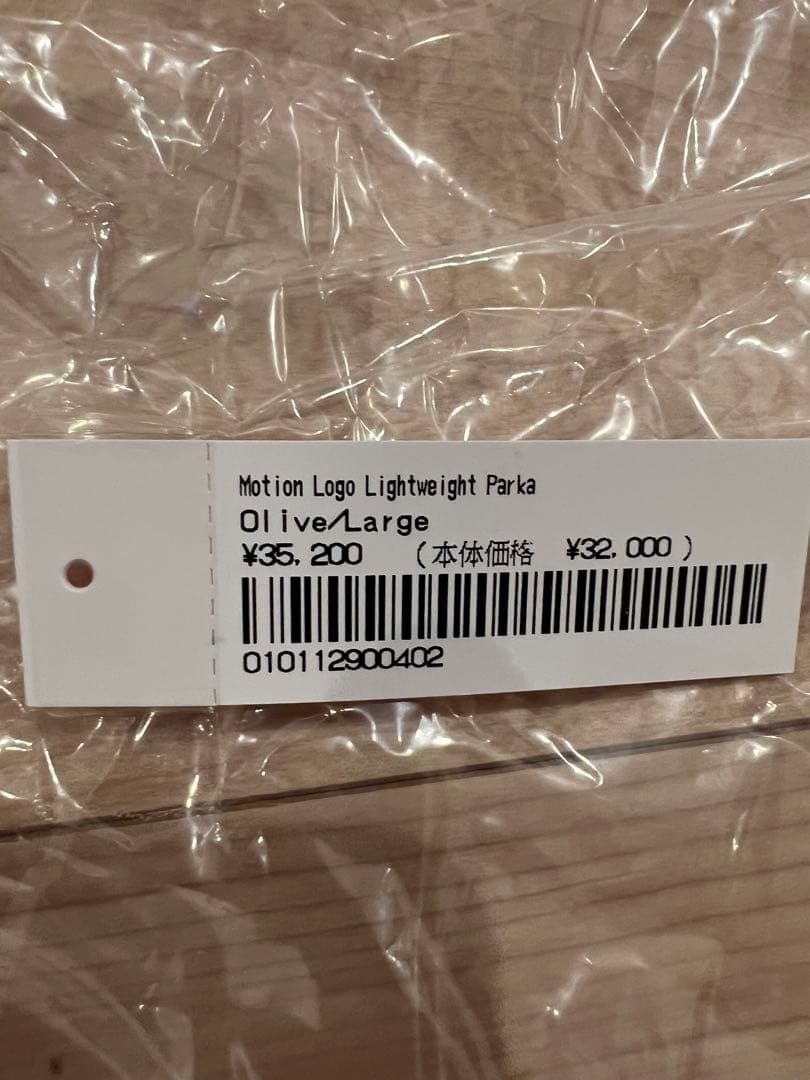 Motion Logo Lightweight Parka
Olive/Large
¥35,200 (本体価格 ¥32,000)
010112900402